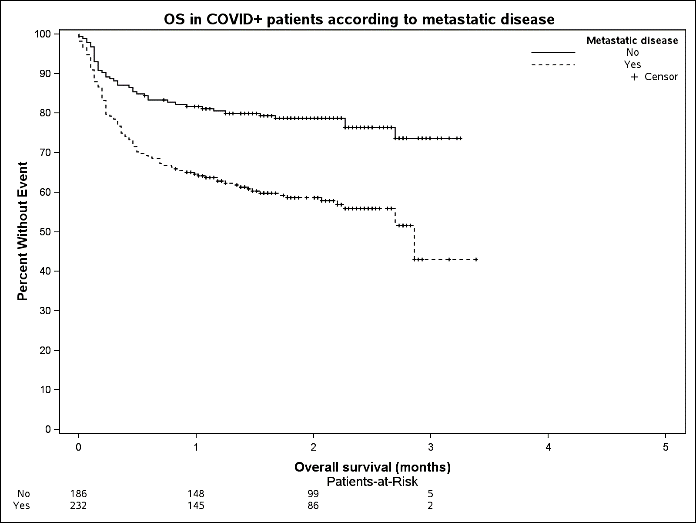 OS in COVID+ patients according to metastatic disease
Metastatic disease
No
Yes
+ Censor
Percent Without Event
100
90
80
70
60
50
40
30
20
10
0
0 1 2 3 4 5
Overall survival (months)
Patients-at-Risk
No 186 148 99 5
Yes 232 145 86 2